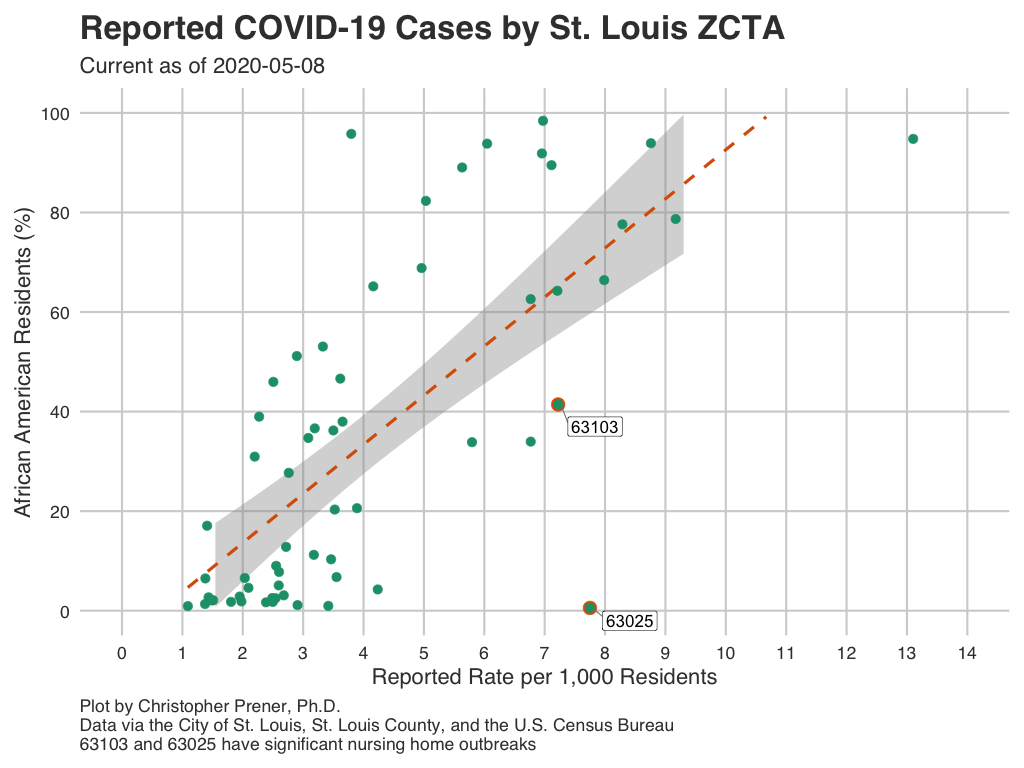 Reported COVID-19 Cases by St. Louis ZCTA
Current as of 2020-05-08
African American Residents (%)
100
80
60
40
20
0
63103
63025
0 1 2 3 4 5 6 7 8 9 10 11 12 13 14
Reported Rate per 1,000 Residents
Plot by Christopher Prener, Ph.D.
Data via the City of St. Louis, St. Louis County, and the U.S. Census Bureau
63103 and 63025 have significant nursing home outbreaks